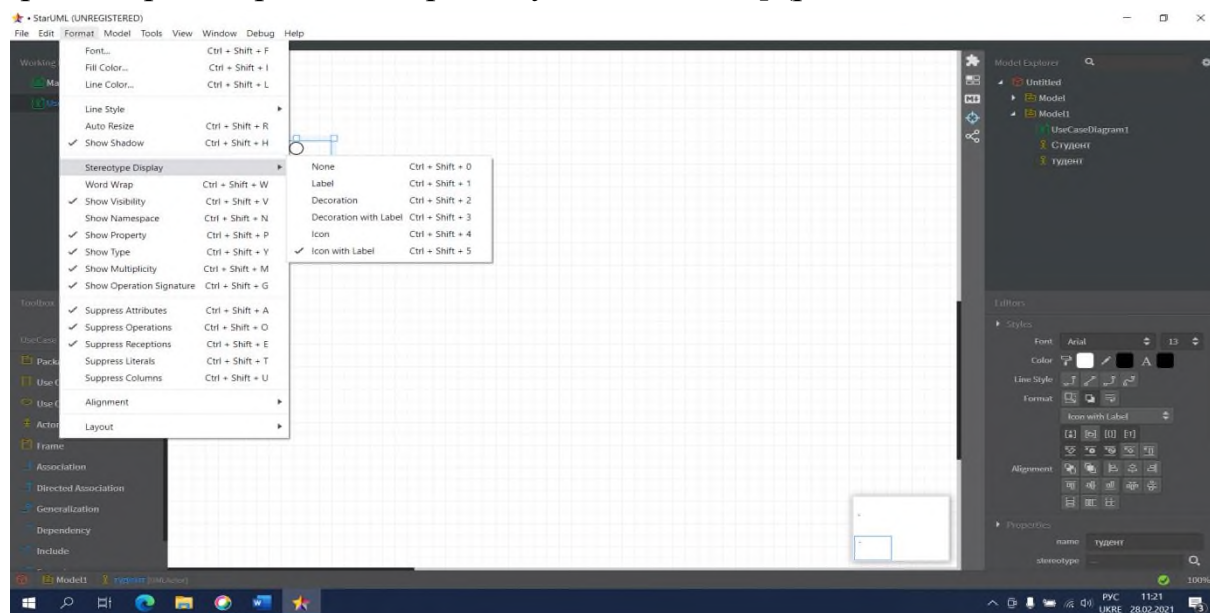 • StarUML (UNREGISTERED)
File Edit Format Model Tools View Window Debug Help
Font... Ctrl + Shift + F
Fill Color... Ctrl + Shift + I
Line Color... Ctrl + Shift + L
Line Style
Auto Resize Ctrl + Shift + R
Show Shadow Ctrl + Shift + H
Stereotype Display
Word Wrap Ctrl + Shift + W
Show Visibility Ctrl + Shift + V
Show Namespace Ctrl + Shift + N
Show Property Ctrl + Shift + P
Show Type Ctrl + Shift + Y
Show Multiplicity Ctrl + Shift + M
Show Operation Signature Ctrl + Shift + G
Suppress Attributes Ctrl + Shift + A
Suppress Operations Ctrl + Shift + O
Suppress Receptions Ctrl + Shift + E
Suppress Literals Ctrl + Shift + T
Suppress Columns Ctrl + Shift + U
Alignment
Layout
None Ctrl + Shift + 0
Label Ctrl + Shift + 1
Decoration Ctrl + Shift + 2
Decoration with Label Ctrl + Shift + 3
Icon Ctrl + Shift + 4
Icon with Label Ctrl + Shift + 5
Working
Toolbox
UseCase
Frame
Association
Directed Association
Generalization
Dependency
Include
Model Explorer
Untitled
Model
Model1
UseCaseDiagram1
Студент
тудент
Editors
Styles
Font Arial 13
Color A
Line Style
Format
Icon with Label
Alignment
Properties
name тудент
stereotype
Model1 тудент [UMLActor]
100%
РУС 11:21
UKRE 28.02.2021